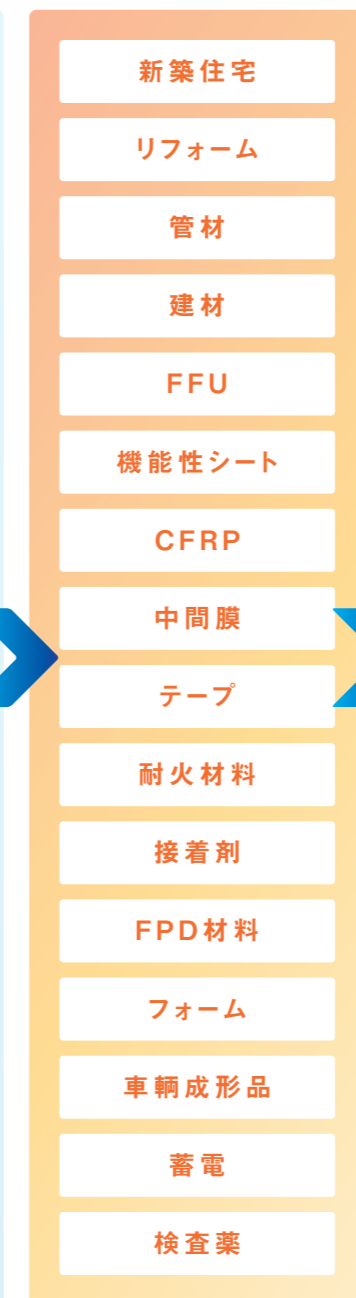 新築住宅
リフォーム
管材
建材
FFU
機能性シート
CFRP
中間膜
テープ
耐火材料
接着剤
FPD材料
フォーム
車輌成形品
蓄電
検査薬